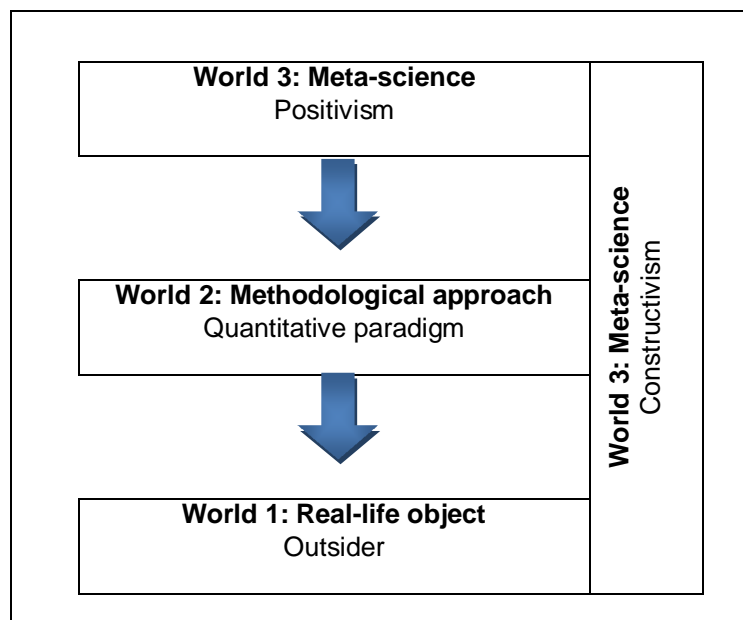 World 3: Meta-science
Positivism
World 2: Methodological approach
Quantitative paradigm
World 1: Real-life object
Outsider
World 3: Meta-science
Constructivism